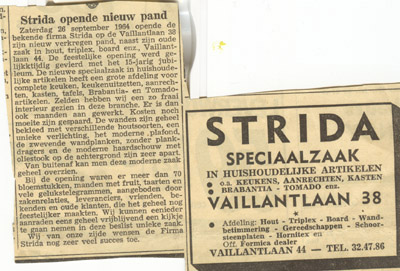 Strida opende nieuw pand
Zaterdag 26 september 1964 opende de
bekende firma Strida op de Vaillantlaan 38
zijn nieuw verkregen pand, naast zijn oude
zaak in hout, triplex, board enz., Vaillant-
laan 44. De feestelijke opening werd ge-
lijktijdig gevierd met het 15-jarig jubi-
leum. De nieuwe speciaalzaak in huishoude-
lijke artikelen heeft een grote afdeling voor
complete keuken, keukenuitzetten, aanrech-
ten, kasten, tafels, Brabantia- en Tomado-
artikelen. Zelden hebben wij een zo fraai
interieur gezien in deze branche. Er is dan
ook maanden aan gewerkt. Kosten noch
moeite zijn gespaard. De wanden zijn geheel
bekleed met verschillende houtsoorten, een
unieke verlichting, het moderne plafond,
de zwevende wandplanken, zonder plank-
dragers en de moderne haardschouw met
oliestook op de achtergrond zijn zeer apart.
Van buitenaf kan men deze moderne zaak
geheel overzien.
Bij de opening waren er meer dan 70
bloemstukken, manden met fruit, taarten en
vele gelukstelegrammen, aangeboden door
zakenrelaties, leveranciers, vrienden, be-
kenden en cliënten, die het geheel nog
feestelijker maakten. Wij kunnen eenieder
aanraden eens geheel vrijblijvend een kijkje
te gaan nemen in deze beslist unieke zaak.
Wij van onze zijde wensen de Firma
Strida nog zeer veel succes toe.
STRIDA
SPECIAALZAAK
IN HUISHOUDELIJKE ARTIKELEN
o.a. KEUKENS, AANRECHTEN, KASTEN
BRABANTIA - TOMADO enz.
VAILLANTLAAN 38
Afdeling: Hout - Triplex - Board - Wand-
betimmering - Gereedschappen - Schoor-
steenplaten - Hornitex en
Off. Formica dealer
VAILLANTLAAN 44 — TEL. 32.47.86